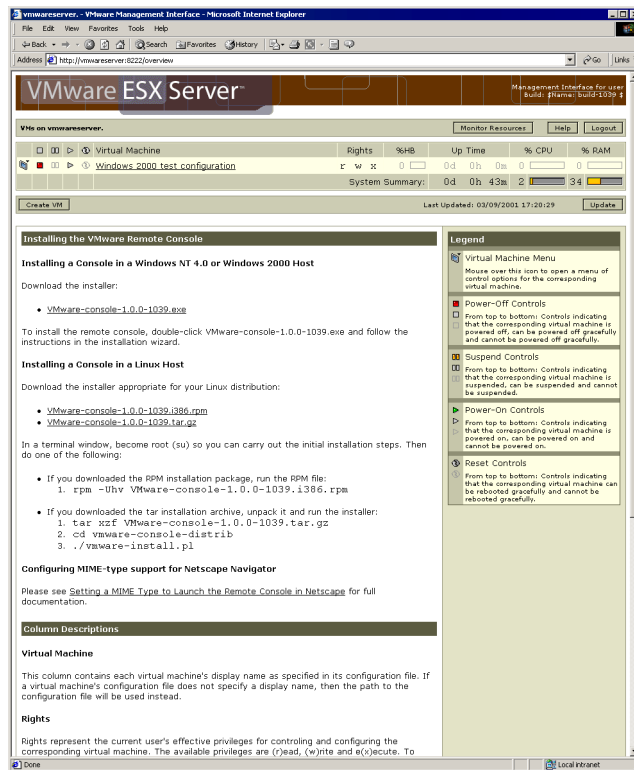 vmwareserver. - VMware Management Interface - Microsoft Internet Explorer
File Edit View Favorites Tools Help
Back Search Favorites History
Address http://vmwareserver:8222/overview Go Links
VMware ESX Server™
Management Interface for user
Build: $Name: build-1039 $
VMs on vmwareserver. Monitor Resources Help Logout
Virtual Machine Rights %HB Up Time % CPU % RAM
Windows 2000 test configuration r w x 0 0d 0h 0m 0 0
System Summary: 0d 0h 43m 2 34
Create VM Last Updated: 03/09/2001 17:20:29 Update
Installing the VMware Remote Console
Installing a Console in a Windows NT 4.0 or Windows 2000 Host
Download the installer:
• VMware-console-1.0.0-1039.exe
To install the remote console, double-click VMware-console-1.0.0-1039.exe and follow the
instructions in the installation wizard.
Installing a Console in a Linux Host
Download the installer appropriate for your Linux distribution:
• VMware-console-1.0.0-1039.i386.rpm
• VMware-console-1.0.0-1039.tar.gz
In a terminal window, become root (su) so you can carry out the initial installation steps. Then
do one of the following:
• If you downloaded the RPM installation package, run the RPM file:
1. rpm -Uhv VMware-console-1.0.0-1039.i386.rpm
• If you downloaded the tar installation archive, unpack it and run the installer:
1. tar xzf VMware-console-1.0.0-1039.tar.gz
2. cd vmware-console-distrib
3. ./vmware-install.pl
Configuring MIME-type support for Netscape Navigator
Please see Setting a MIME Type to Launch the Remote Console in Netscape for full
documentation.
Column Descriptions
Virtual Machine
This column contains each virtual machine's display name as specified in its configuration file. If
a virtual machine's configuration file does not specify a display name, then the path to the
configuration file will be used instead.
Rights
Rights represent the current user's effective privileges for controling and configuring the
corresponding virtual machine. The available privileges are (r)ead, (w)rite and e(x)ecute. To
Legend
Virtual Machine Menu
Mouse over this icon to open a menu of
control options for the corresponding
virtual machine.
Power-Off Controls
From top to bottom: Controls indicating
that the corresponding virtual machine is
powered off, can be powered off gracefully
and cannot be powered off gracefully.
Suspend Controls
From top to bottom: Controls indicating
that the corresponding virtual machine is
suspended, can be suspended and cannot
be suspended.
Power-On Controls
From top to bottom: Controls indicating
that the corresponding virtual machine is
powered on, can be powered on and
cannot be powered on.
Reset Controls
From top to bottom: Controls indicating
that the corresponding virtual machine can
be rebooted gracefully and cannot be
rebooted gracefully.
Done Local intranet